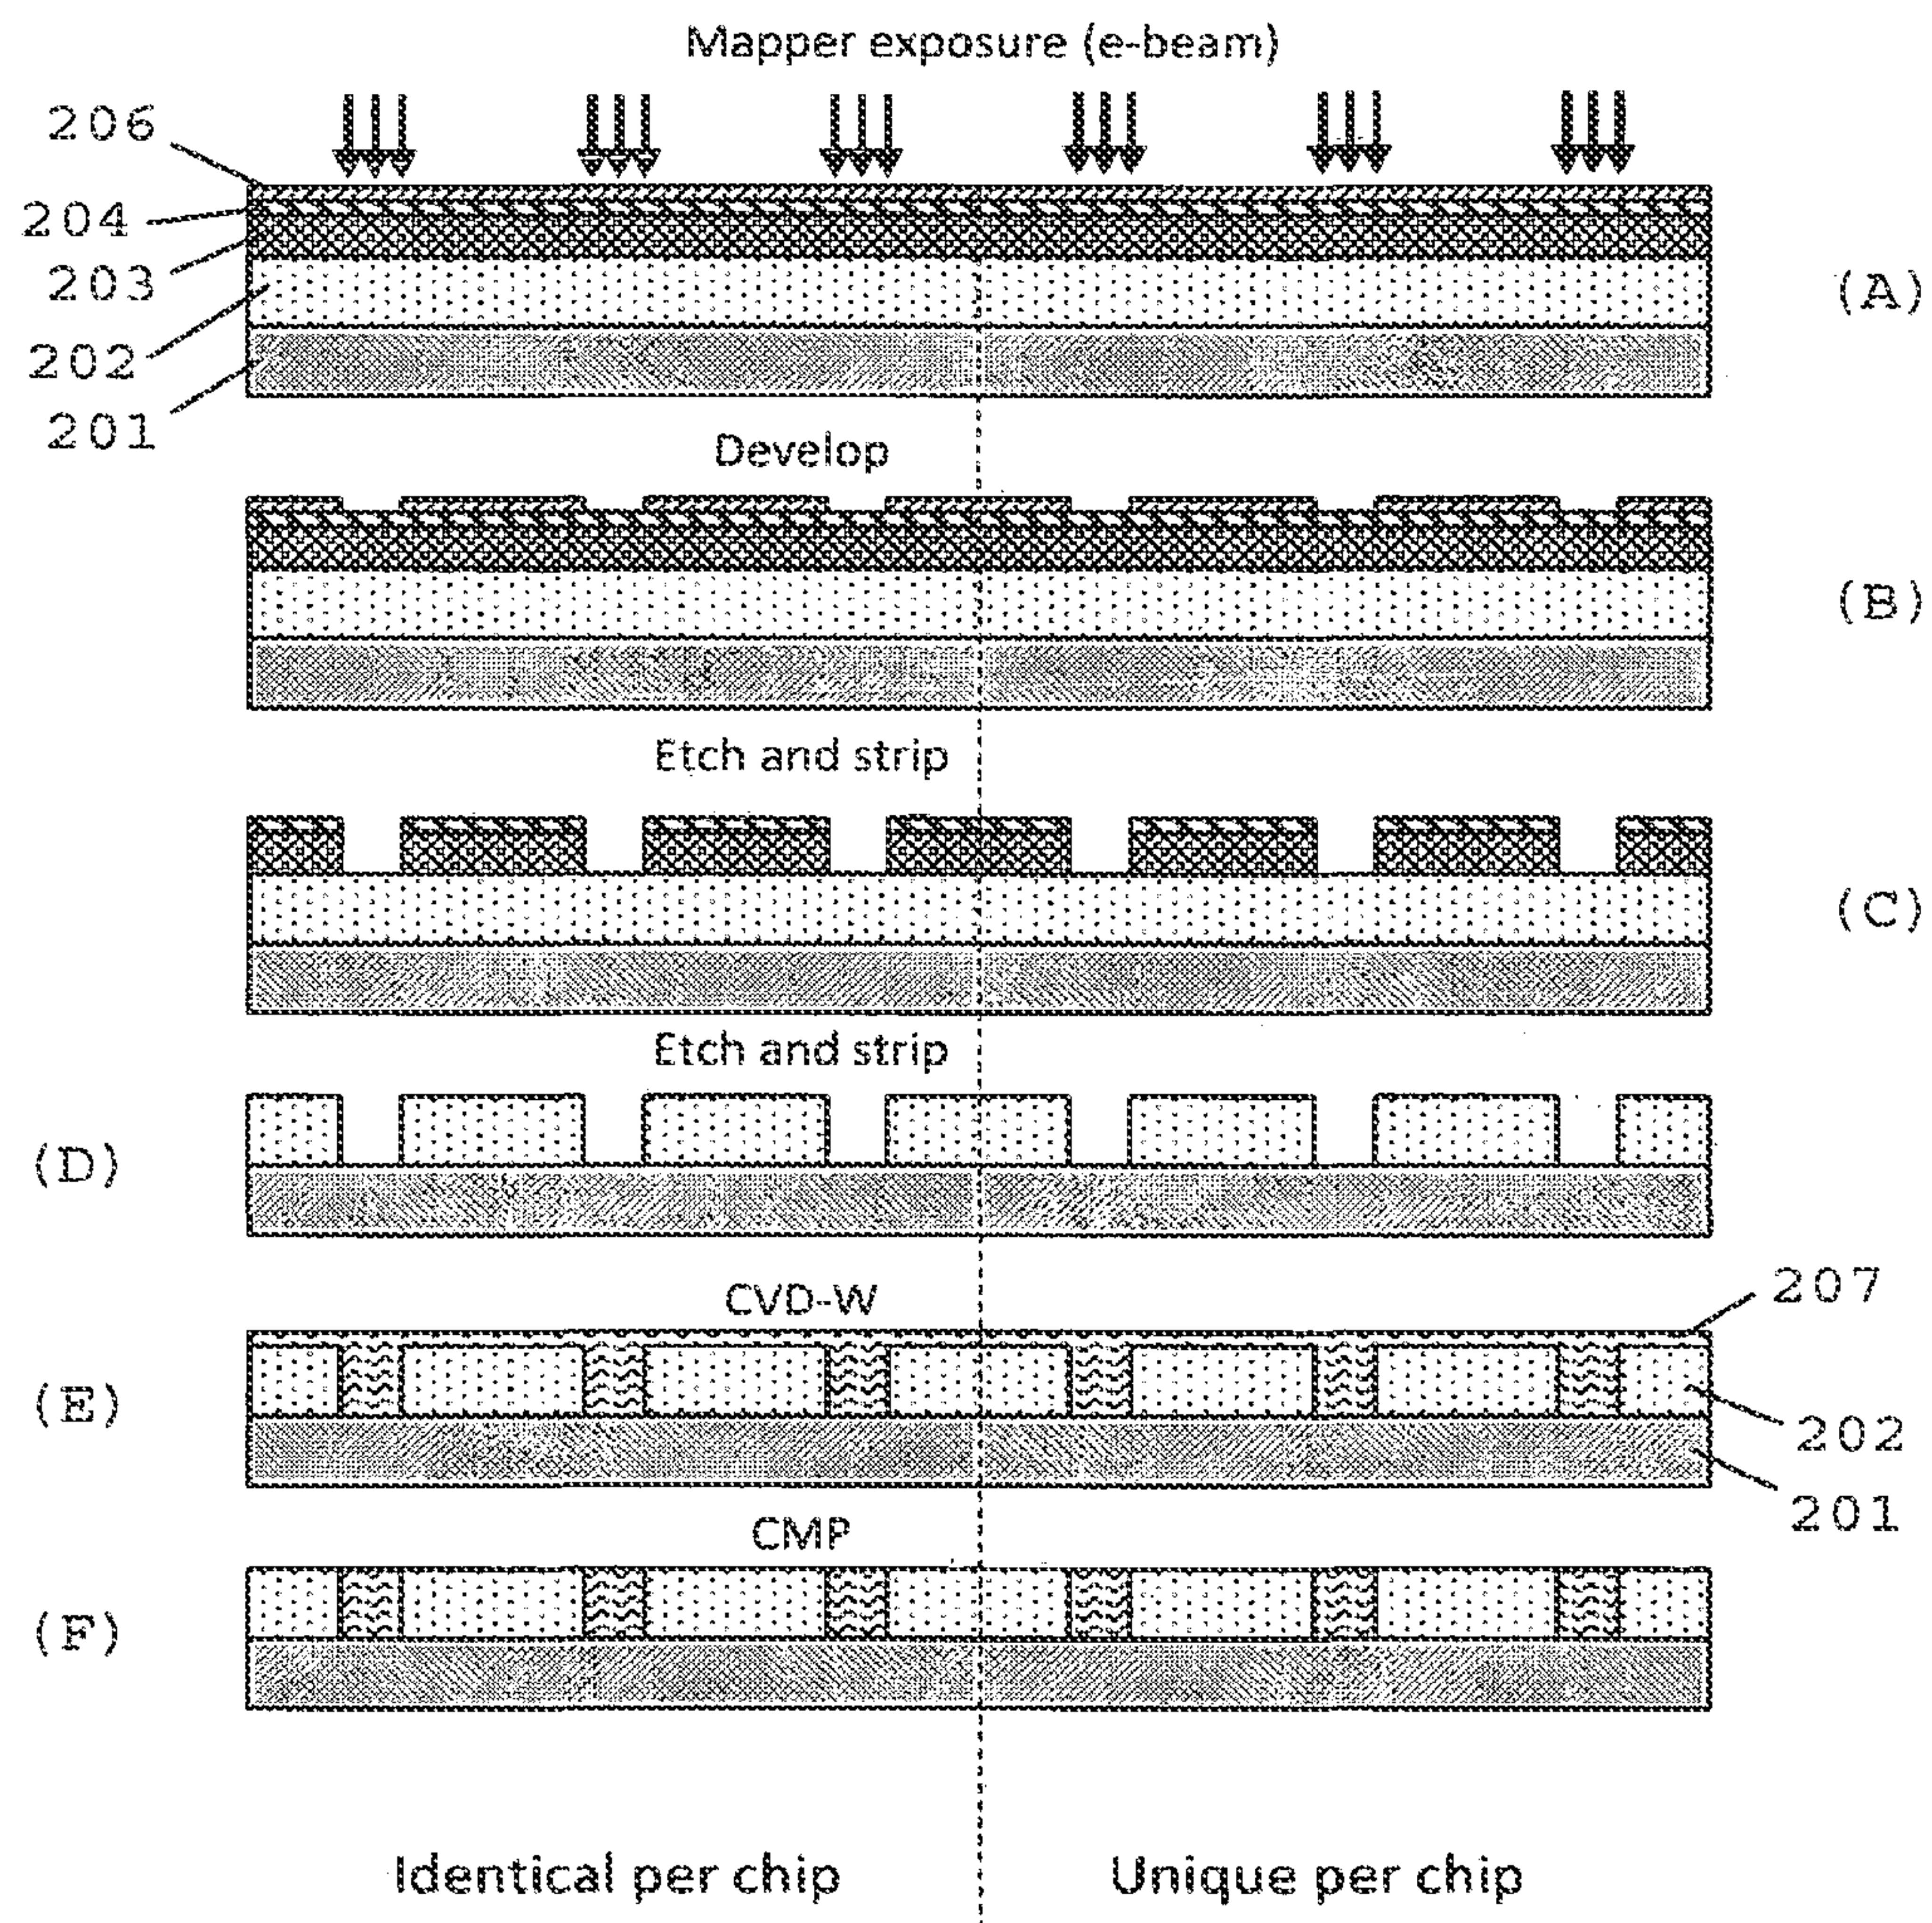 Mapper exposure (e-beam)
206
204
203
202
201
(A)
Develop
(B)
Etch and strip
(C)
Etch and strip
(D)
CVD-W
207
(E)
202
201
CMP
(F)
Identical per chip
Unique per chip